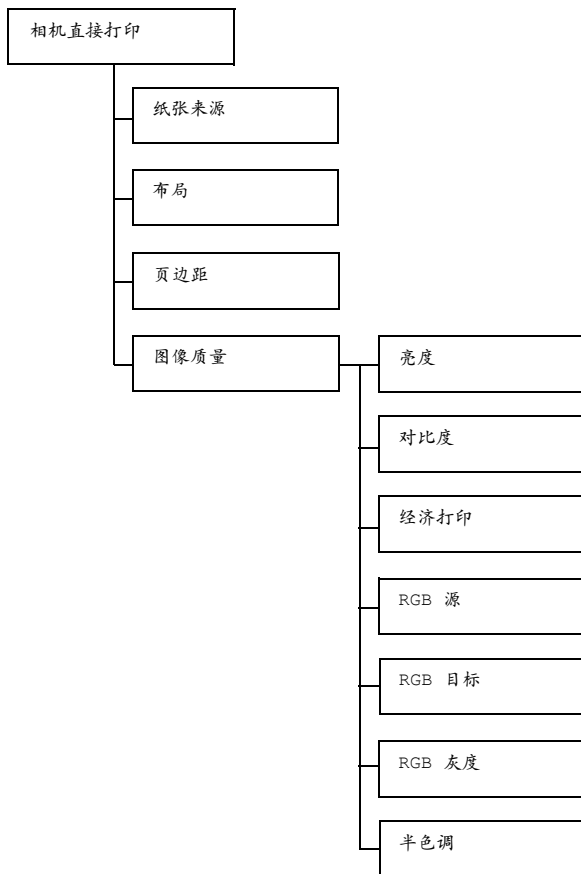 相机直接打印
纸张来源
布局
页边距
图像质量
亮度
对比度
经济打印
RGB 源
RGB 目标
RGB 灰度
半色调